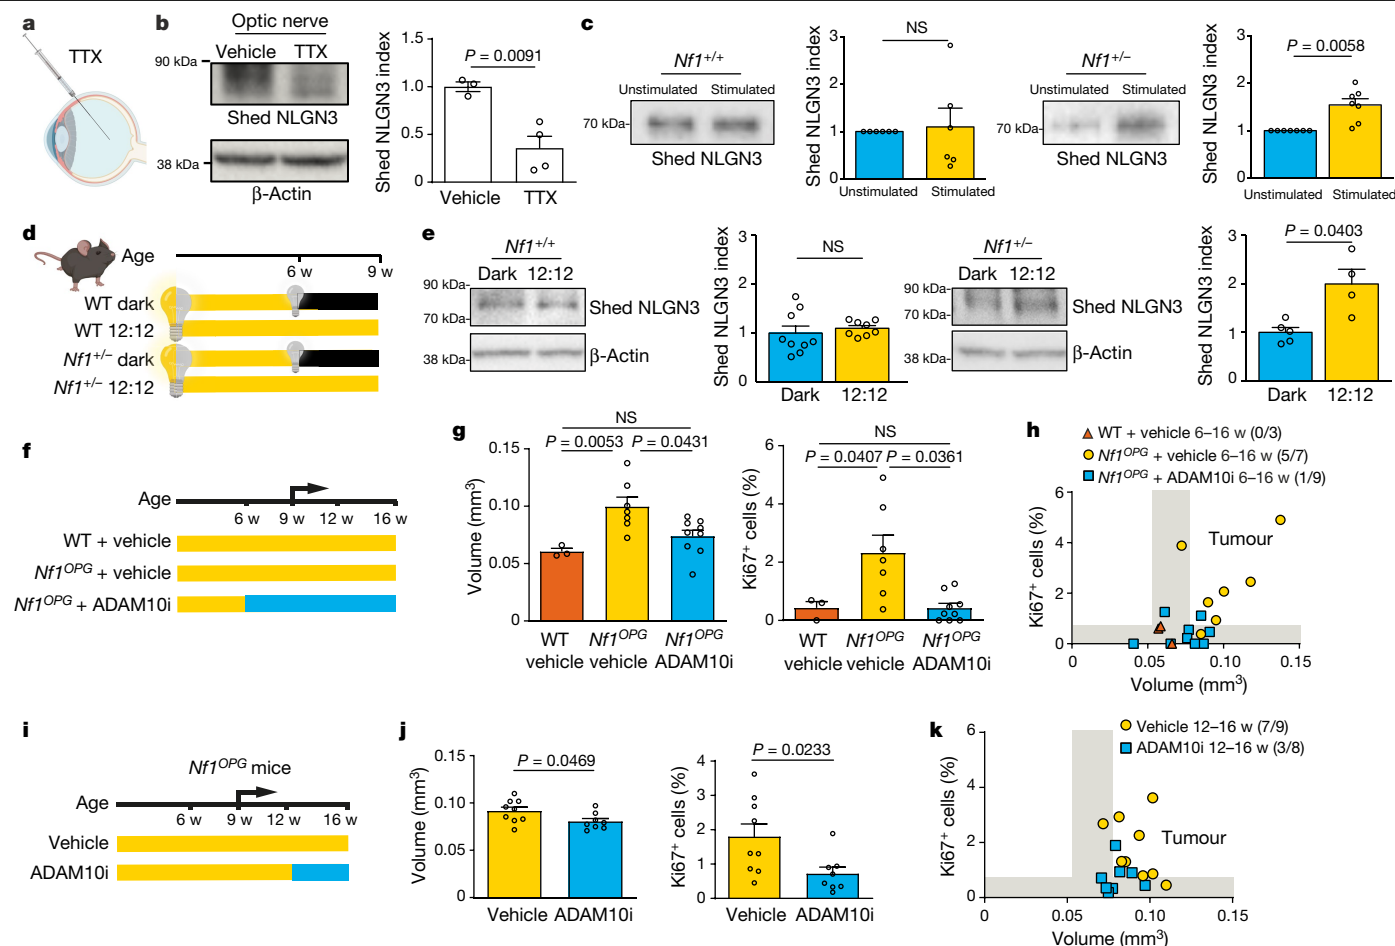 a
TTX
b
Optic nerve
Vehicle TTX
90 kDa
Shed NLGN3
38 kDa
β-Actin
Shed NLGN3 index
1.5
1.0
0.5
0
P = 0.0091
Vehicle TTX
c
Nf1+/+
Unstimulated Stimulated
70 kDa
Shed NLGN3
Shed NLGN3 index
3
2
1
0
NS
Unstimulated Stimulated
Nf1+/–
Unstimulated Stimulated
70 kDa
Shed NLGN3
Shed NLGN3 index
3
2
1
0
P = 0.0058
Unstimulated Stimulated
d
Age
6 w 9 w
WT dark
WT 12:12
Nf1+/– dark
Nf1+/– 12:12
e
Nf1+/+
Dark 12:12
90 kDa
70 kDa
Shed NLGN3
38 kDa
β-Actin
Shed NLGN3 index
3
2
1
0
NS
Dark 12:12
Nf1+/–
Dark 12:12
90 kDa
70 kDa
Shed NLGN3
38 kDa
β-Actin
Shed NLGN3 index
3
2
1
0
P = 0.0403
Dark 12:12
f
Age
6 w 9 w 12 w 16 w
WT + vehicle
Nf1OPG + vehicle
Nf1OPG + ADAM10i
g
Volume (mm3)
0.15
0.10
0.05
0
NS
P = 0.0053 P = 0.0431
WT Nf1OPG Nf1OPG
vehicle vehicle ADAM10i
Ki67+ cells (%)
6
4
2
0
NS
P = 0.0407 P = 0.0361
WT Nf1OPG Nf1OPG
vehicle vehicle ADAM10i
h
WT + vehicle 6–16 w (0/3)
Nf1OPG + vehicle 6–16 w (5/7)
Nf1OPG + ADAM10i 6–16 w (1/9)
Ki67+ cells (%)
6
4
2
0
Tumour
0 0.05 0.10 0.15
Volume (mm3)
i
Nf1OPG mice
Age
6 w 9 w 12 w 16 w
Vehicle
ADAM10i
j
Volume (mm3)
0.15
0.10
0.05
0
P = 0.0469
Vehicle ADAM10i
Ki67+ cells (%)
4
3
2
1
0
P = 0.0233
Vehicle ADAM10i
k
Vehicle 12–16 w (7/9)
ADAM10i 12–16 w (3/8)
Ki67+ cells (%)
6
4
2
0
Tumour
0 0.05 0.10 0.15
Volume (mm3)